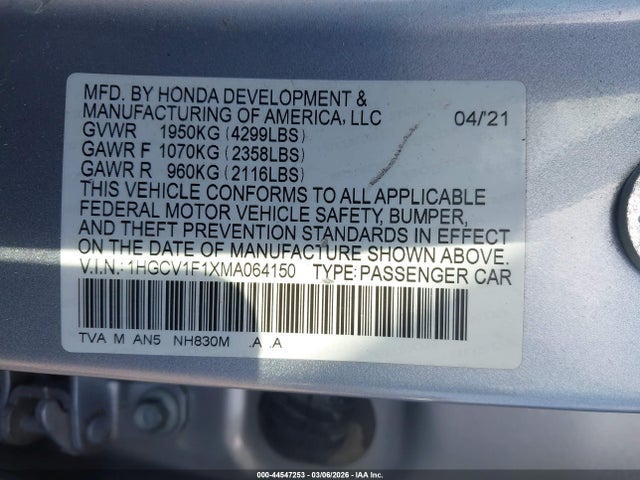 MFD. BY HONDA DEVELOPMENT &
MANUFACTURING OF AMERICA, LLC 04/'21
GVWR 1950KG (4299LBS)
GAWR F 1070KG (2358LBS)
GAWR R 960KG (2116LBS)
THIS VEHICLE CONFORMS TO ALL APPLICABLE
FEDERAL MOTOR VEHICLE SAFETY, BUMPER,
AND THEFT PREVENTION STANDARDS IN EFFECT
ON THE DATE OF MANUFACTURE SHOWN ABOVE.
V.I.N.: 1HGCV1F1XMA064150 TYPE: PASSENGER CAR
TVA M AN5 NH830M .A .A
000-44547253 | 03/06/2026 | IAA Inc.